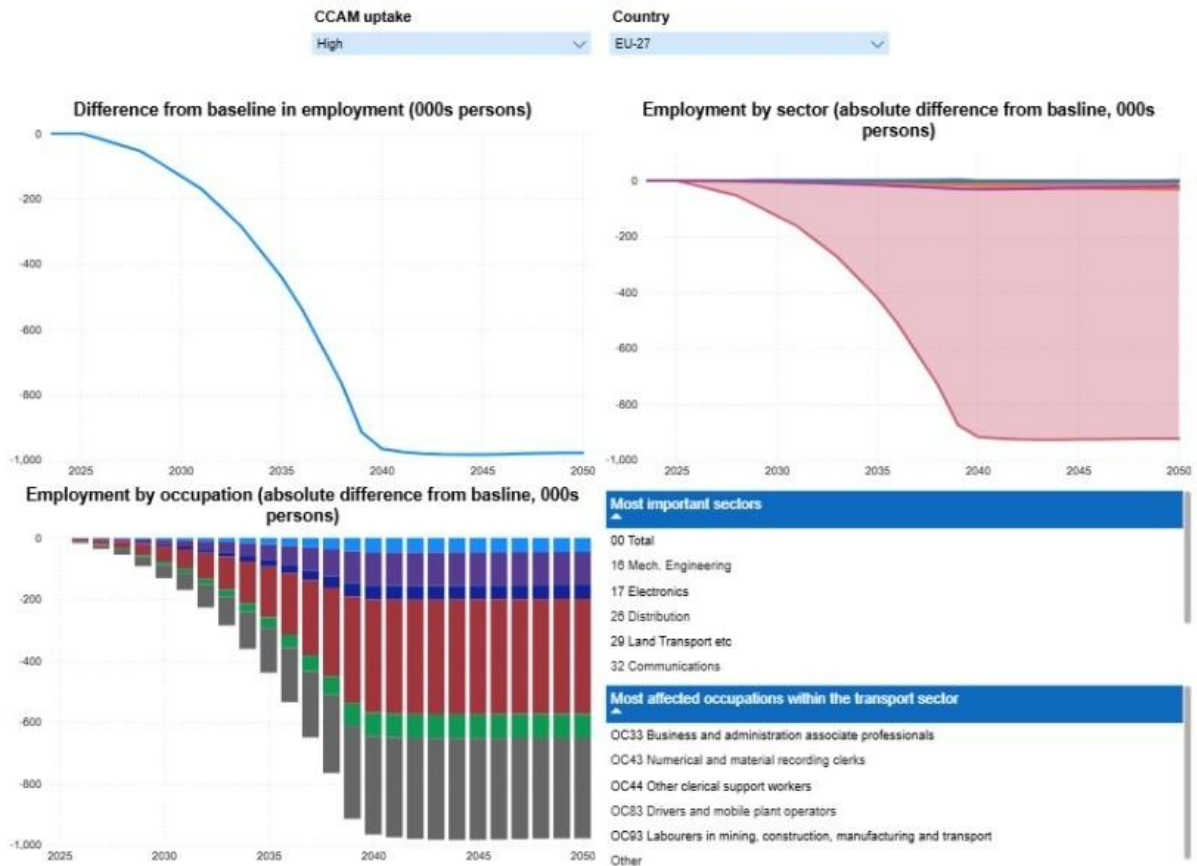 CCAM uptake
High
Country
EU-27
Difference from baseline in employment (000s persons)
0
-200
-400
-600
-800
-1,000
2025
2030
2035
2040
2045
2050
Employment by sector (absolute difference from basline, 000s
persons)
0
-200
-400
-600
-800
-1,000
2025
2030
2035
2040
2045
2050
Employment by occupation (absolute difference from basline, 000s
persons)
0
-200
-400
-600
-800
-1,000
2025
2030
2035
2040
2045
2050
Most important sectors
00 Total
16 Mech. Engineering
17 Electronics
26 Distribution
29 Land Transport etc
32 Communications
Most affected occupations within the transport sector
OC33 Business and administration associate professionals
OC43 Numerical and material recording clerks
OC44 Other clerical support workers
OC83 Drivers and mobile plant operators
OC93 Labourers in mining, construction, manufacturing and transport
Other